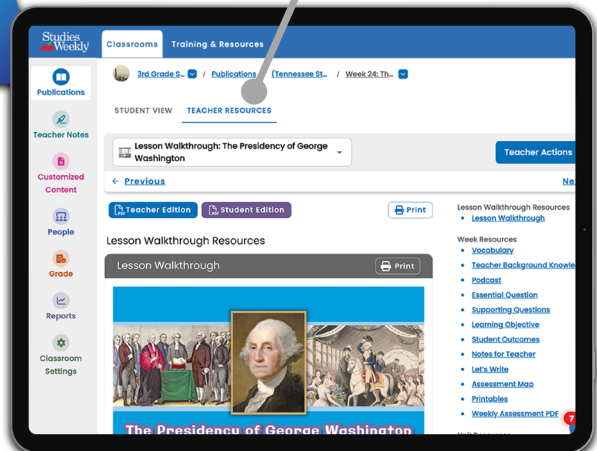 Studies
Weekly
Classrooms
Training & Resources
3rd Grade S... / Publications (Tennessee St... / Week 24: Th...
STUDENT VIEW
TEACHER RESOURCES
Publications
Teacher Notes
Customized
Content
People
Grade
Reports
Classroom
Settings
Lesson Walkthrough: The Presidency of George
Washington
Teacher Actions
← Previous
Ne
Teacher Edition
Student Edition
Print
Lesson Walkthrough Resources
Lesson Walkthrough
Print
The Presidency of George Washington
Lesson Walkthrough Resources
• Lesson Walkthrough
Week Resources
• Vocabulary
• Teacher Background Knowle
• Podcast
• Essential Question
• Supporting Questions
• Learning Objective
• Student Outcomes
• Notes for Teacher
• Let's Write
• Assessment Map
• Printables
• Weekly Assessment PDF
7